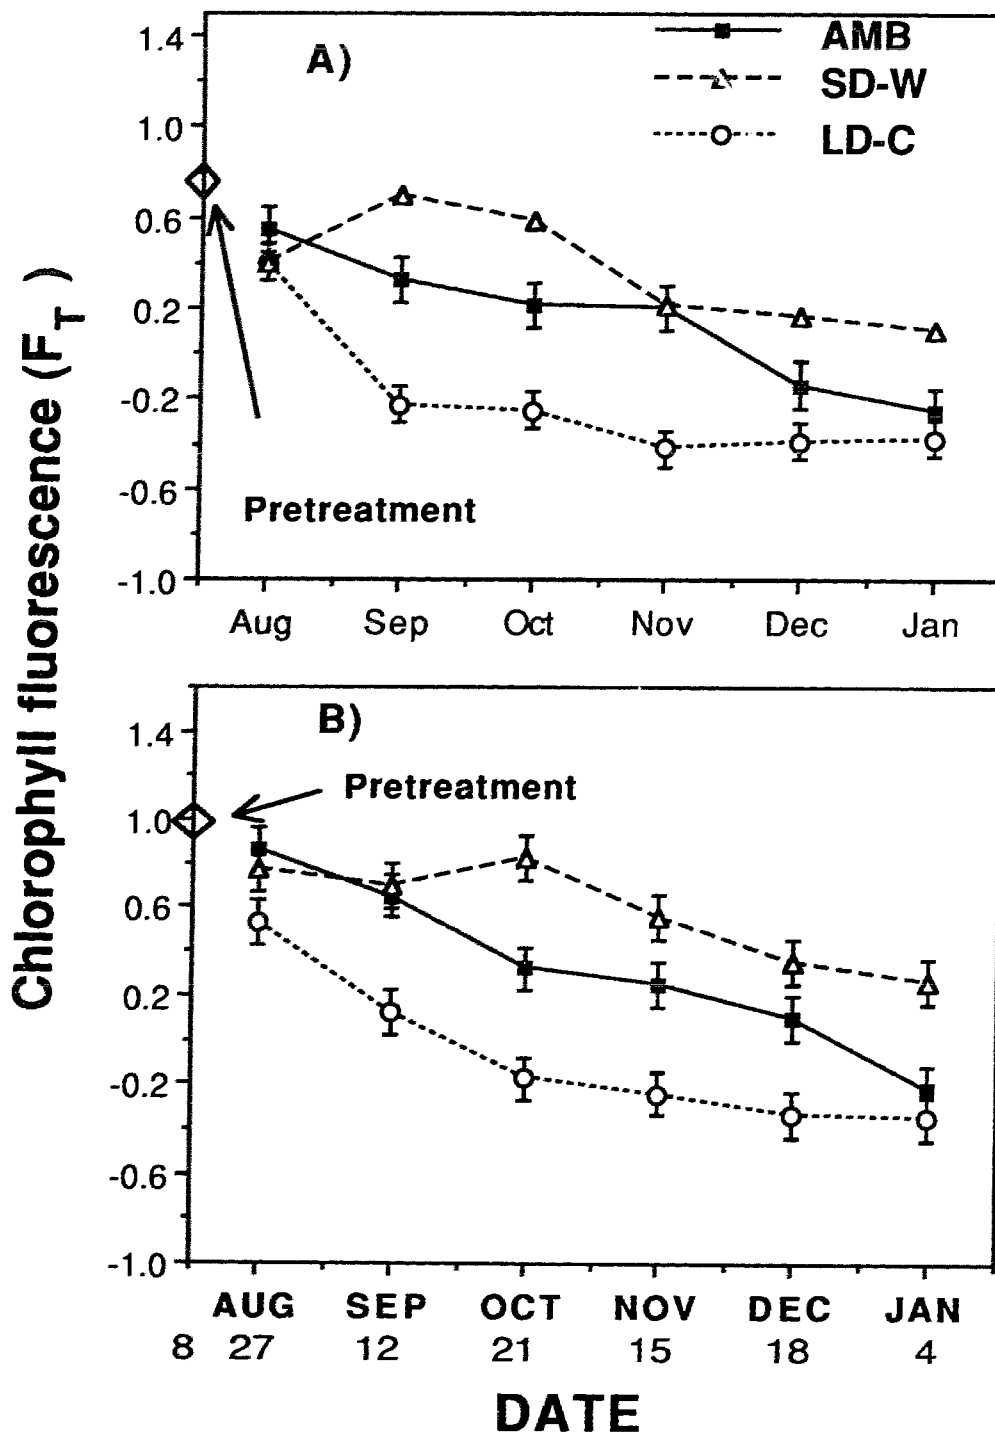 1.4
A)
AMB
SD-W
1.0
LD-C
0.6
0.2
-0.2
-0.6
Pretreatment
-1.0
Aug Sep Oct Nov Dec Jan
Chlorophyll fluorescence (FT)
B)
1.4
Pretreatment
1.0
0.6
0.2
-0.2
-0.6
-1.0
AUG SEP OCT NOV DEC JAN
8 27 12 21 15 18 4
DATE